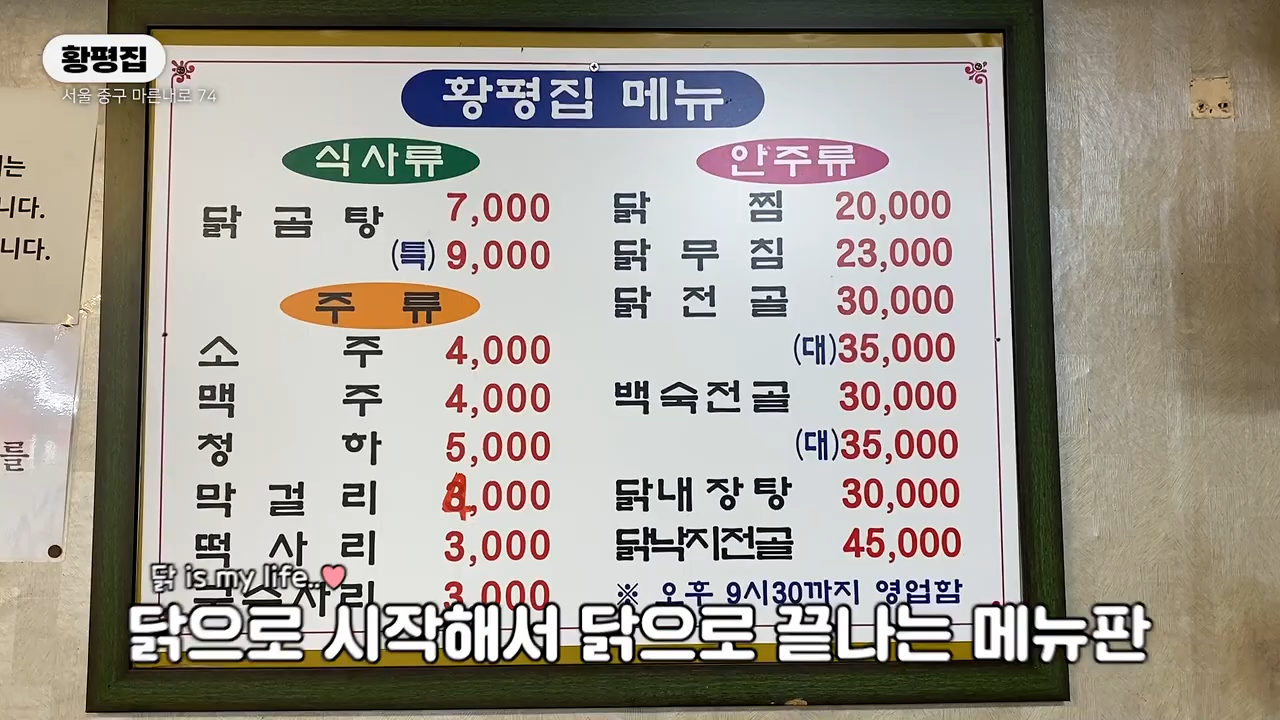 황평집
서울 중구 마른내로 74
황평집 메뉴
식사류
닭곰탕 7,000
(특) 9,000
주류
소주 4,000
맥주 4,000
청하 5,000
막걸리 4,000
떡사리 3,000
국수사리 3,000
안주류
닭찜 20,000
닭무침 23,000
닭전골 30,000
(대)35,000
백숙전골 30,000
(대)35,000
닭내장탕 30,000
닭낙지전골 45,000
※ 오후 9시30까지 영업함
는
니다.
니다.
를
닭 is my life..
닭으로 시작해서 닭으로 끝나는 메뉴판